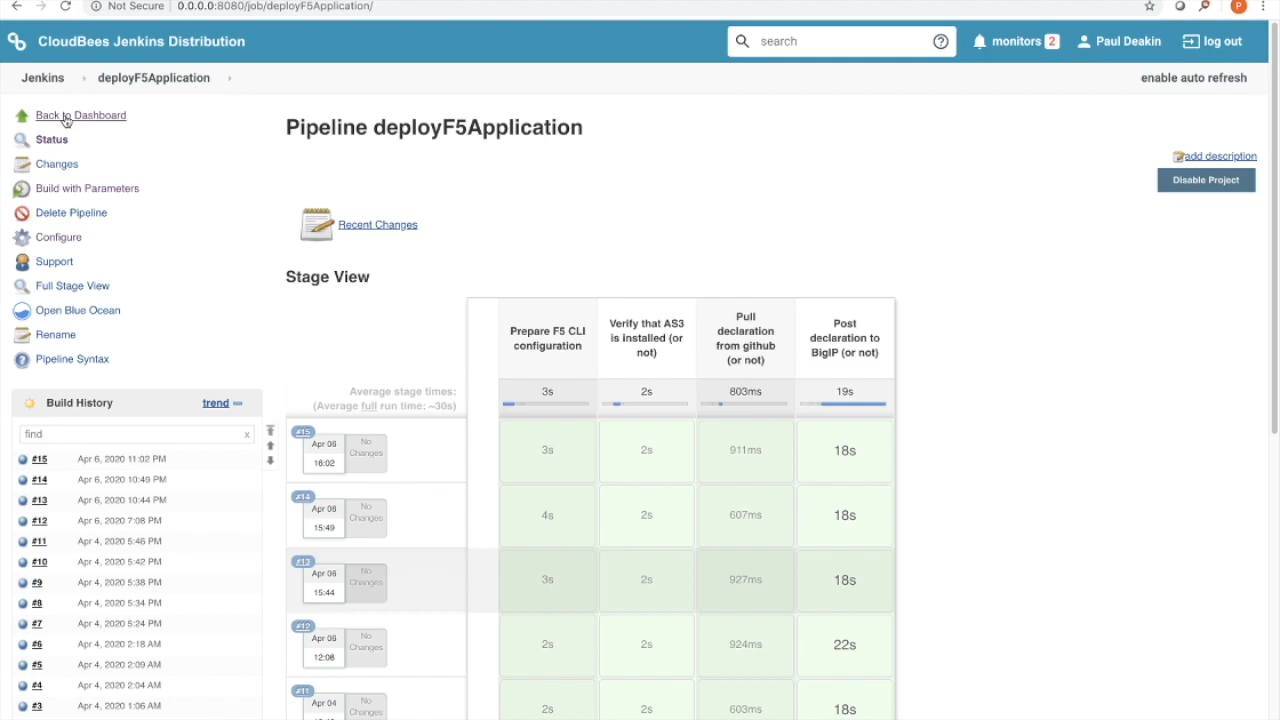 Not Secure
0.0.0.0:8080/job/deployF5Application/
P
CloudBees Jenkins Distribution
search
monitors 2
Paul Deakin
log out
Jenkins
deployF5Application
enable auto refresh
Back to Dashboard
Status
Changes
Build with Parameters
Delete Pipeline
Configure
Support
Full Stage View
Open Blue Ocean
Rename
Pipeline Syntax
Build History
trend
find
x
#15 Apr 6, 2020 11:02 PM
#14 Apr 6, 2020 10:49 PM
#13 Apr 6, 2020 10:44 PM
#12 Apr 6, 2020 7:08 PM
#11 Apr 4, 2020 5:46 PM
#10 Apr 4, 2020 5:42 PM
#9 Apr 4, 2020 5:38 PM
#8 Apr 4, 2020 5:34 PM
#7 Apr 4, 2020 5:24 PM
#6 Apr 4, 2020 2:18 AM
#5 Apr 4, 2020 2:09 AM
#4 Apr 4, 2020 2:04 AM
#3 Apr 4, 2020 1:06 AM
Pipeline deployF5Application
add description
Disable Project
Recent Changes
Stage View
Prepare F5 CLI
configuration
Verify that AS3
is installed (or
not)
Pull
declaration
from github
(or not)
Post
declaration to
BigIP (or not)
Average stage times:
(Average full run time: ~30s)
3s 2s 803ms 19s
#15
Apr 06
16:02
No
Changes
3s 2s 911ms 18s
#14
Apr 06
15:49
No
Changes
4s 2s 607ms 18s
#13
Apr 06
15:44
No
Changes
3s 2s 927ms 18s
#12
Apr 06
12:08
No
Changes
2s 2s 924ms 22s
#11
Apr 04
No
Changes
2s 2s 603ms 18s